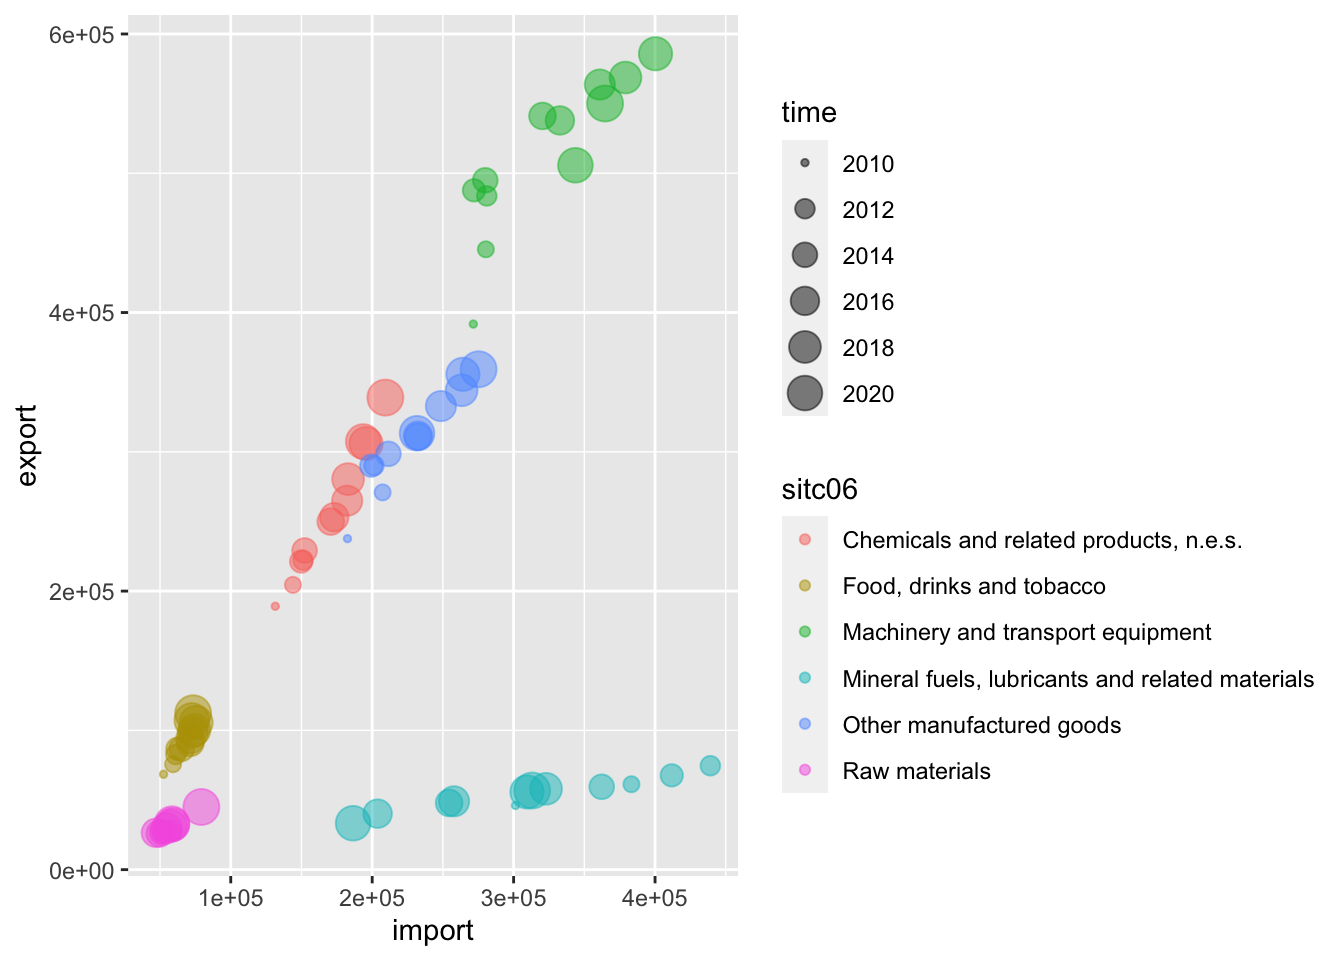 6e+05
4e+05
2e+05
0e+00
export
1e+05
2e+05
3e+05
4e+05
import
time
2010
2012
2014
2016
2018
2020
sitc06
Chemicals and related products, n.e.s.
Food, drinks and tobacco
Machinery and transport equipment
Mineral fuels, lubricants and related materials
Other manufactured goods
Raw materials